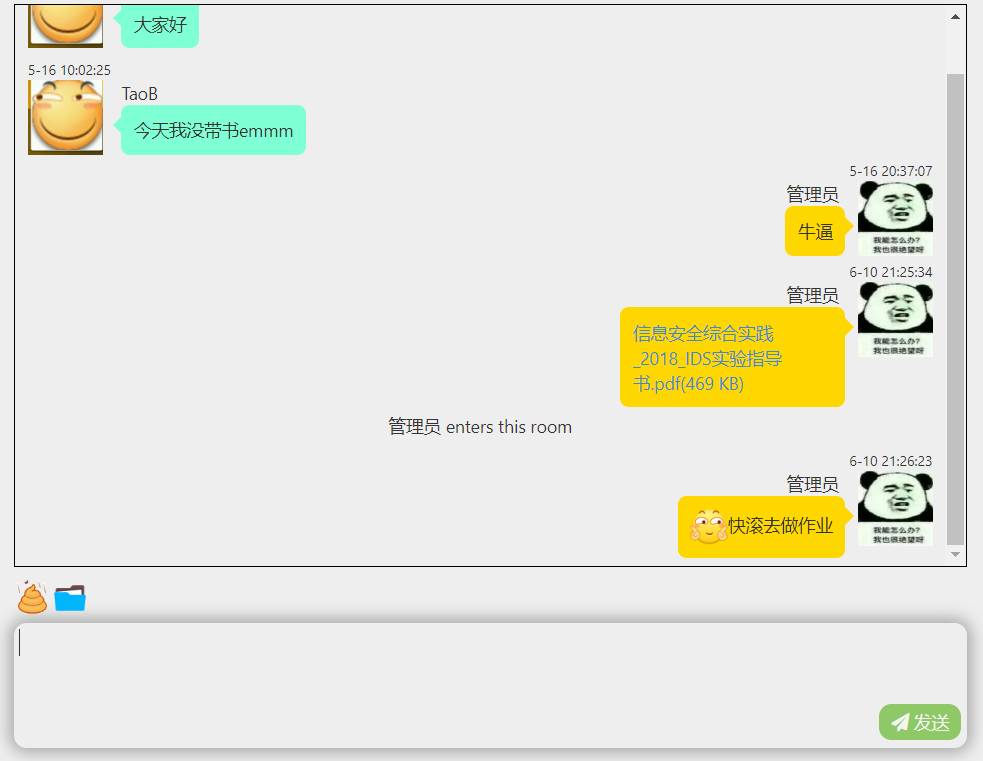 大家好
5-16 10:02:25
TaoB
今天我没带书emmm
5-16 20:37:07
管理员
牛逼
我能怎么办?
我也很绝望呀
6-10 21:25:34
管理员
信息安全综合实践
_2018_IDS实验指导
书.pdf(469 KB)
我能怎么办?
我也很绝望呀
管理员 enters this room
6-10 21:26:23
管理员
快滚去做作业
我能怎么办?
我也很绝望呀
发送